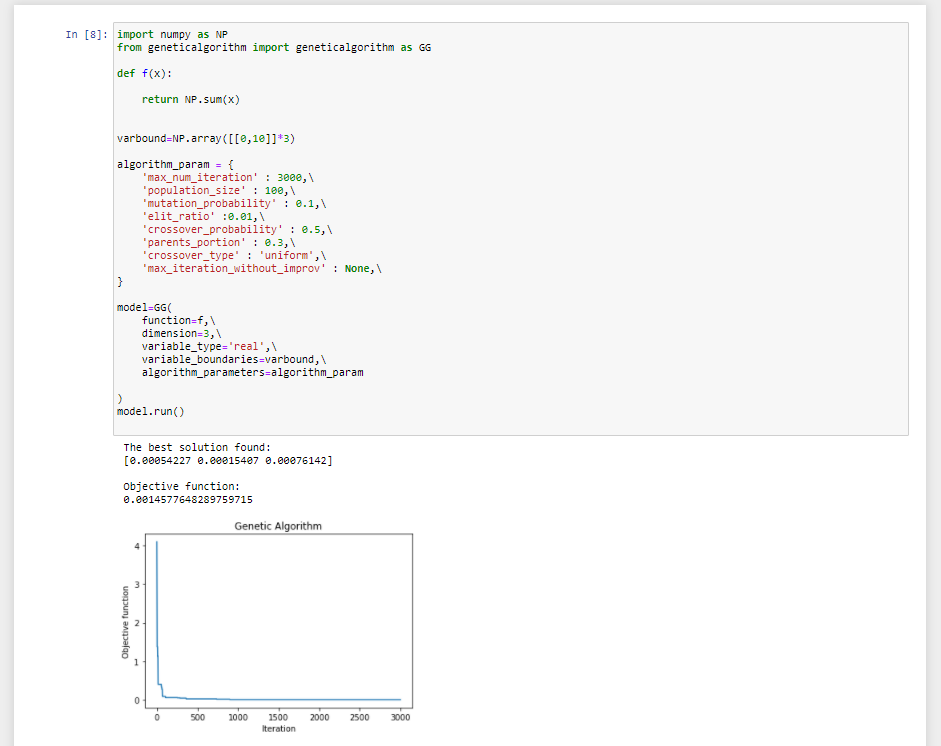 In [8]:
import numpy as NP
from geneticalgorithm import geneticalgorithm as GG
def f(x):
    return NP.sum(x)
varbound=NP.array([[0,10]]*3)
algorithm_param = {
    'max_num_iteration' : 3000,\
    'population_size' : 100,\
    'mutation_probability' : 0.1,\
    'elit_ratio' :0.01,\
    'crossover_probability' : 0.5,\
    'parents_portion' : 0.3,\
    'crossover_type' : 'uniform',\
    'max_iteration_without_improv' : None,\
}
model=GG(
    function=f,\
    dimension=3,\
    variable_type='real',\
    variable_boundaries=varbound,\
    algorithm_parameters=algorithm_param
)
model.run()
The best solution found:
[0.00054227 0.00015407 0.00076142]
Objective function:
0.0014577648289759715
Genetic Algorithm
Objective function
4
3
2
1
0
0 500 1000 1500 2000 2500 3000
Iteration